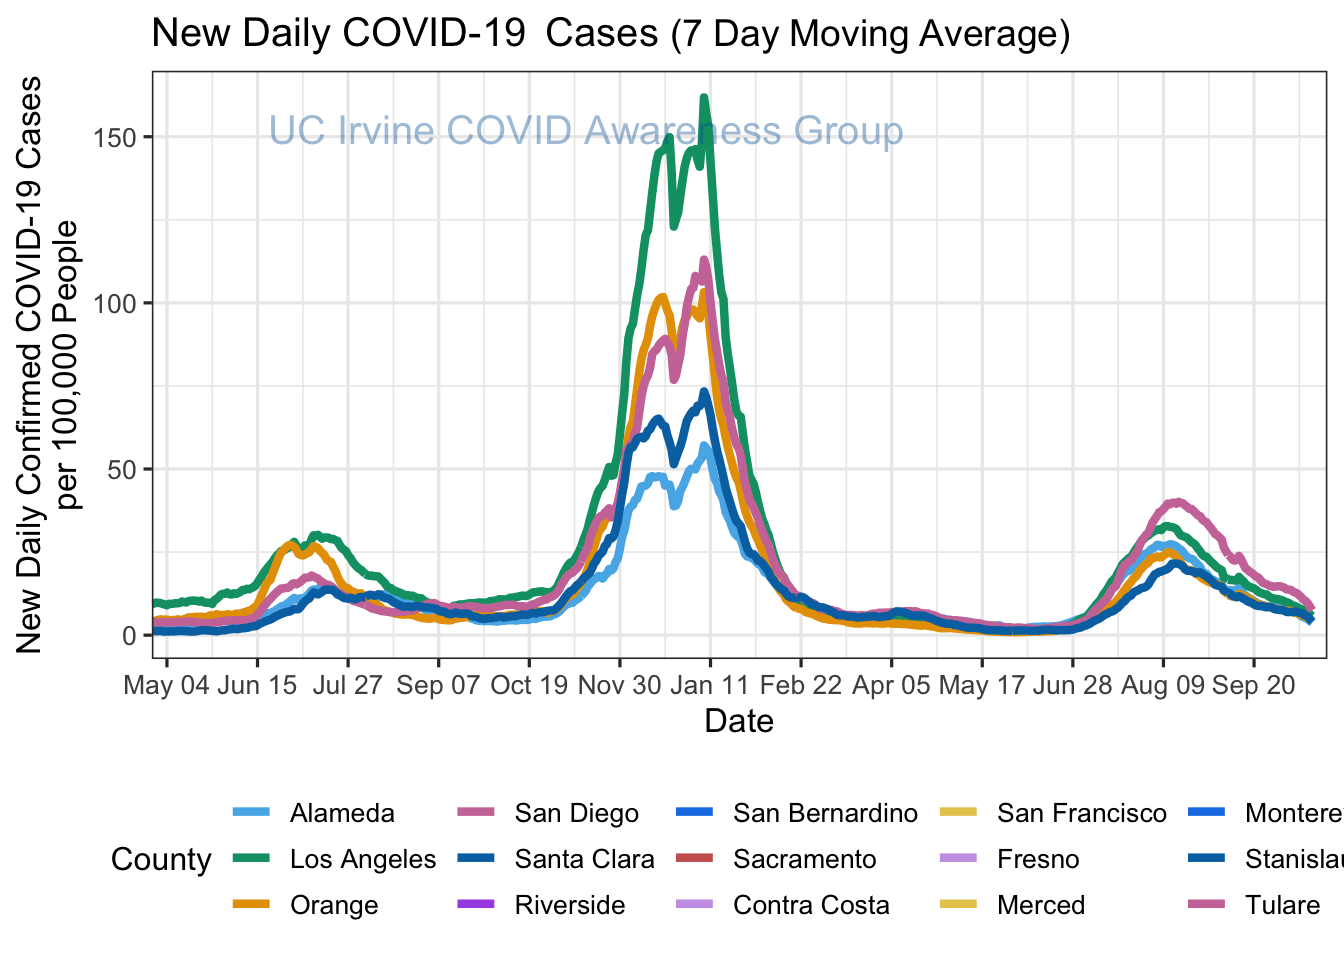 New Daily COVID-19 Cases (7 Day Moving Average)
UC Irvine COVID Awareness Group
New Daily Confirmed COVID-19 Cases
per 100,000 People
150
100
50
0
May 04 Jun 15 Jul 27 Sep 07 Oct 19 Nov 30 Jan 11 Feb 22 Apr 05 May 17 Jun 28 Aug 09 Sep 20
Date
County
Alameda San Diego San Bernardino San Francisco Montere
Los Angeles Santa Clara Sacramento Fresno Stanislau
Orange Riverside Contra Costa Merced Tulare